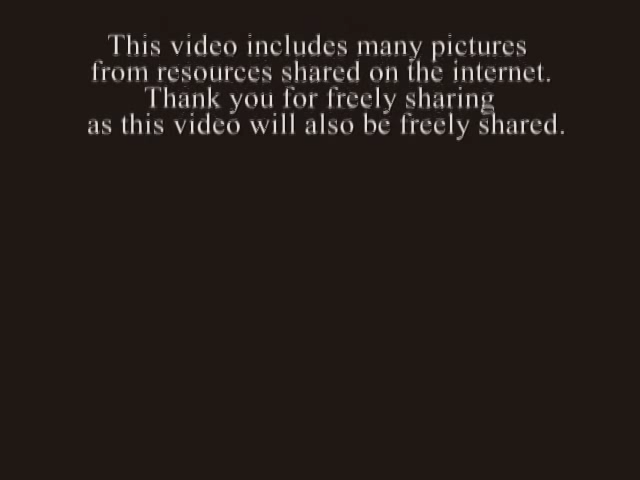 This video includes many pictures
from resources shared on the internet.
Thank you for freely sharing
as this video will also be freely shared.